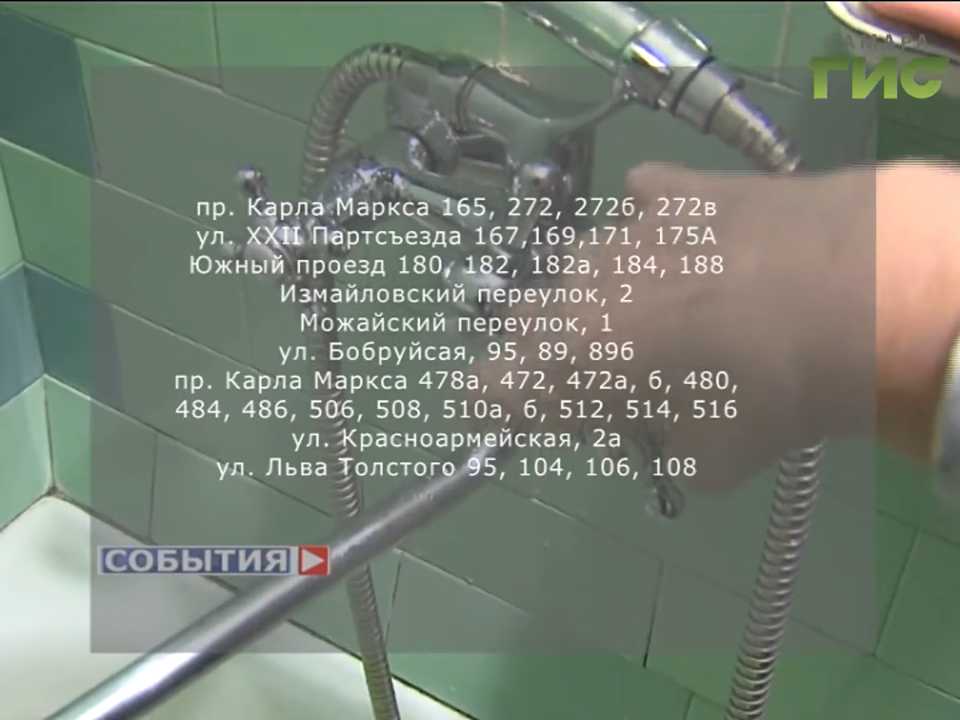 САМАРА
ГИС
пр. Карла Маркса 165, 272, 272б, 272в
ул. XXII Партсъезда 167,169,171, 175А
Южный проезд 180, 182, 182а, 184, 188
Измайловский переулок, 2
Можайский переулок, 1
ул. Бобруйсая, 95, 89, 89б
пр. Карла Маркса 478а, 472, 472а, б, 480,
484, 486, 506, 508, 510а, б, 512, 514, 516
ул. Красноармейская, 2а
ул. Льва Толстого 95, 104, 106, 108
СОБЫТИЯ